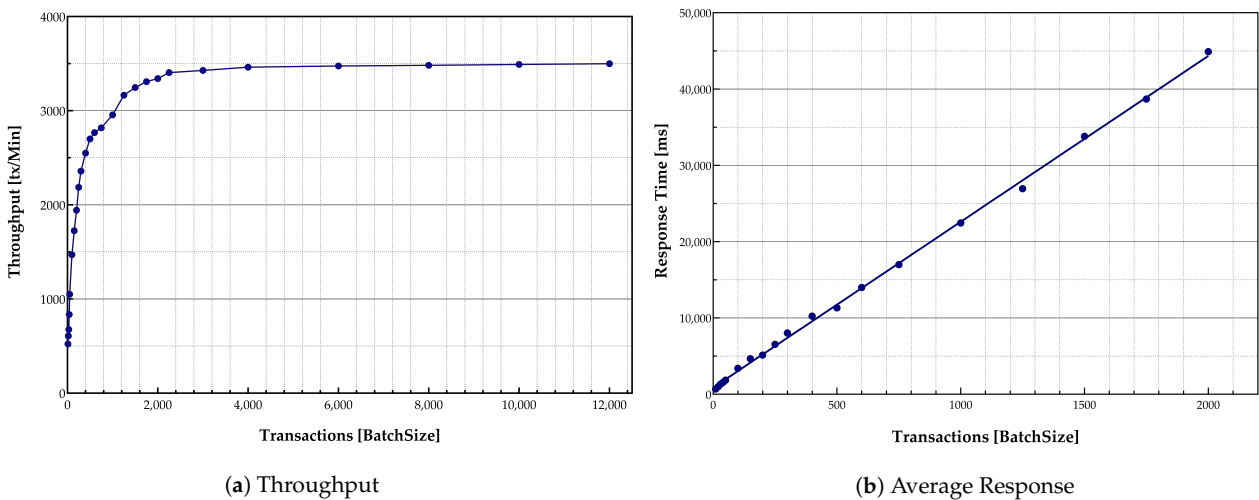 4000
3000
2000
1000
0
Throughput [tx/Min]
0 2,000 4,000 6,000 8,000 10,000 12,000
Transactions [BatchSize]
(a) Throughput
50,000
40,000
30,000
20,000
10,000
0
Response Time [ms]
0 500 1000 1500 2000
Transactions [BatchSize]
(b) Average Response